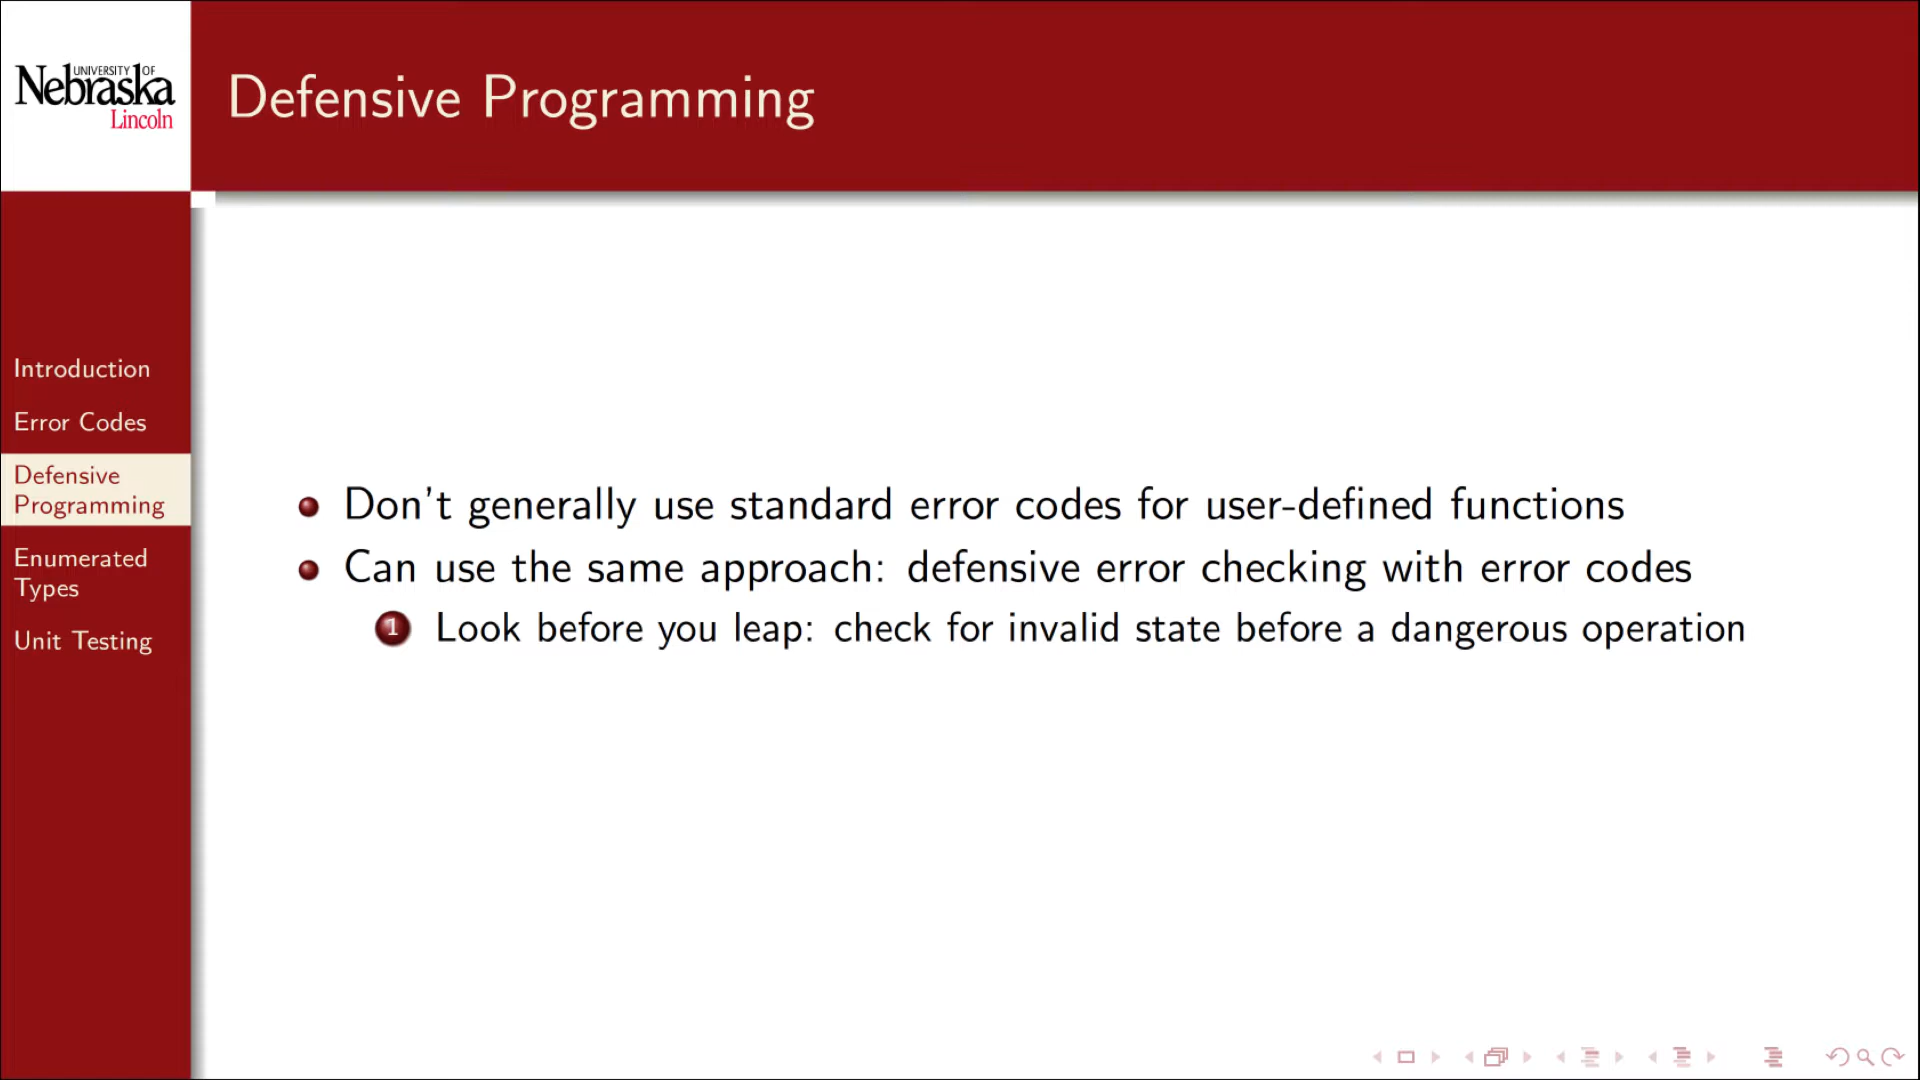 UNIVERSITY OF
Nebraska
Lincoln
Defensive Programming
Introduction
Error Codes
Defensive
Programming
Enumerated
Types
Unit Testing
Don't generally use standard error codes for user-defined functions
Can use the same approach: defensive error checking with error codes
1 Look before you leap: check for invalid state before a dangerous operation